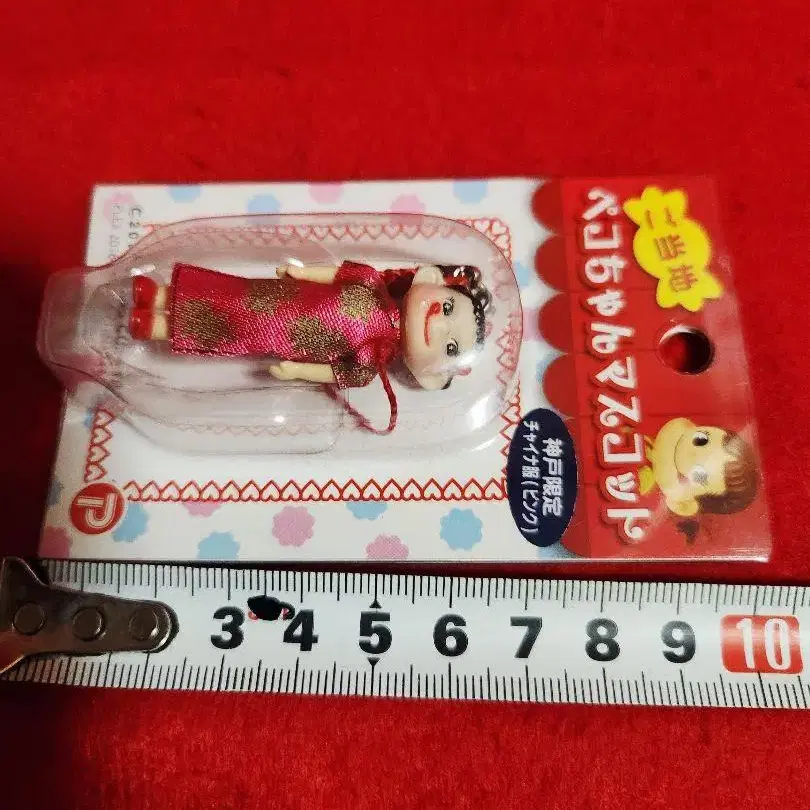 ご当地
ペコちゃんマスコット
神戸限定
チャイナ服(ピンク)
P
3 4 5 6 7 8 9 10